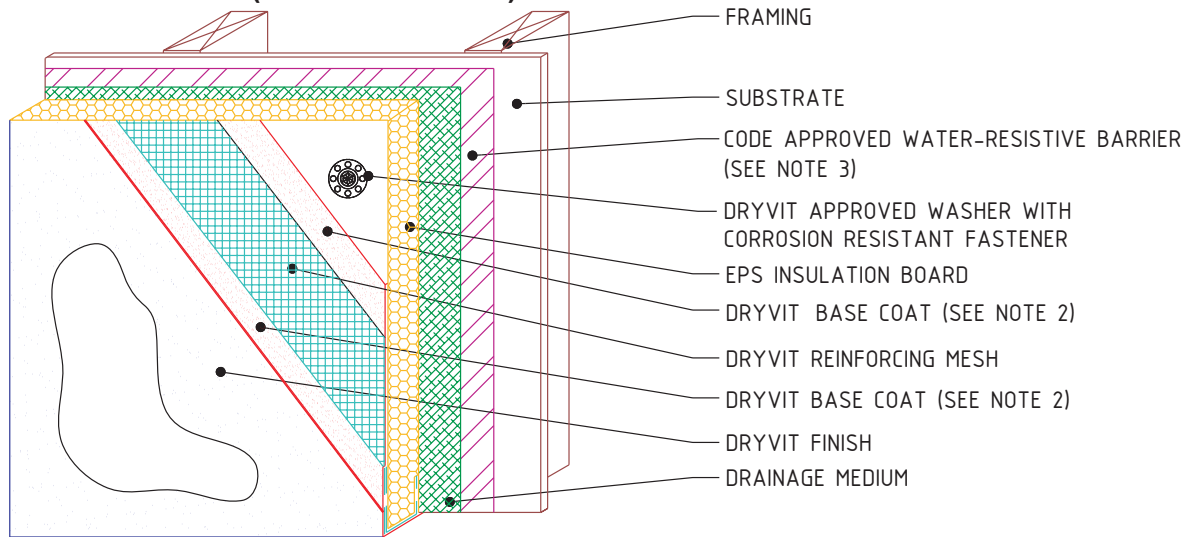 FRAMING
SUBSTRATE
CODE APPROVED WATER-RESISTIVE BARRIER
(SEE NOTE 3)
DRYVIT APPROVED WASHER WITH
CORROSION RESISTANT FASTENER
EPS INSULATION BOARD
DRYVIT BASE COAT (SEE NOTE 2)
DRYVIT REINFORCING MESH
DRYVIT BASE COAT (SEE NOTE 2)
DRYVIT FINISH
DRAINAGE MEDIUM